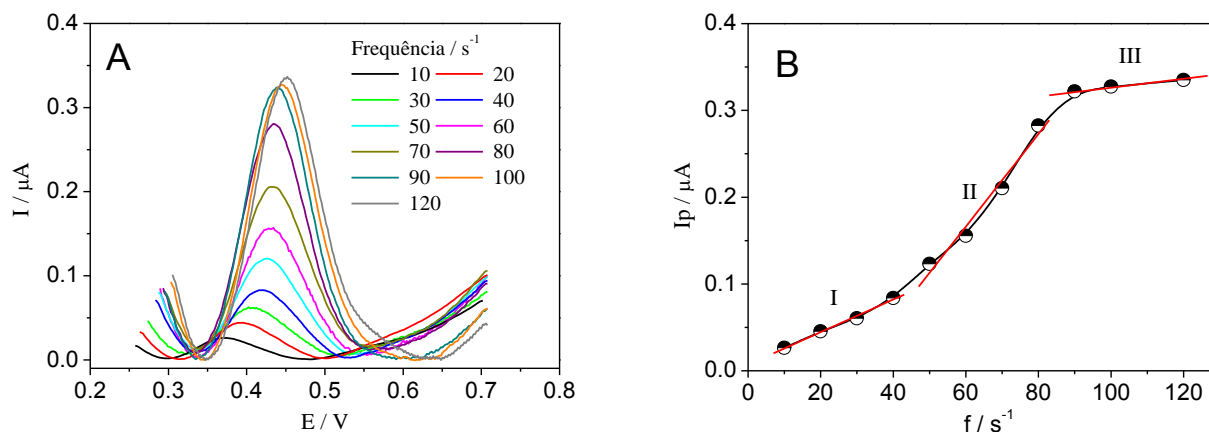 A
Frequência / s⁻¹
10 20
30 40
50 60
70 80
90 100
120
I / µA
0.4
0.3
0.2
0.1
0.0
0.2 0.3 0.4 0.5 0.6 0.7 0.8
E / V
B
I
II
III
Ip / µA
0.4
0.3
0.2
0.1
0.0
0 20 40 60 80 100 120
f / s⁻¹